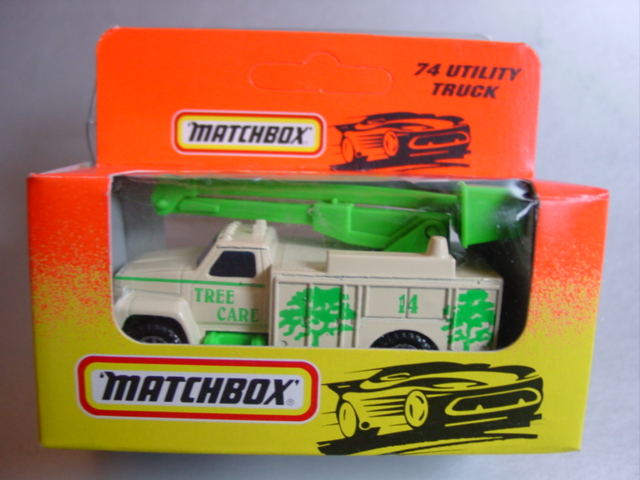 74 UTILITY
TRUCK
'MATCHBOX'
TREE
CARE
14
'MATCHBOX'®